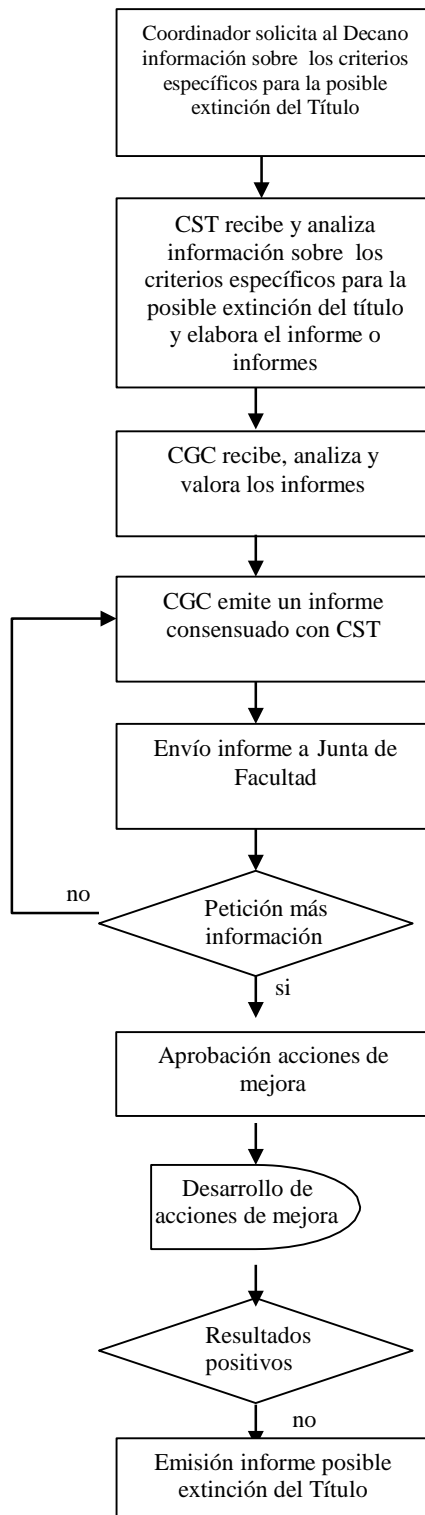 Coordinador solicita al Decano
información sobre los criterios
específicos para la posible
extinción del Título
CST recibe y analiza
información sobre los
criterios específicos para la
posible extinción del título
y elabora el informe o
informes
CGC recibe, analiza y
valora los informes
CGC emite un informe
consensuado con CST
Envío informe a Junta de
Facultad
no
Petición más
información
si
Aprobación acciones de
mejora
Desarrollo de
acciones de mejora
Resultados
positivos
no
Emisión informe posible
extinción del Título